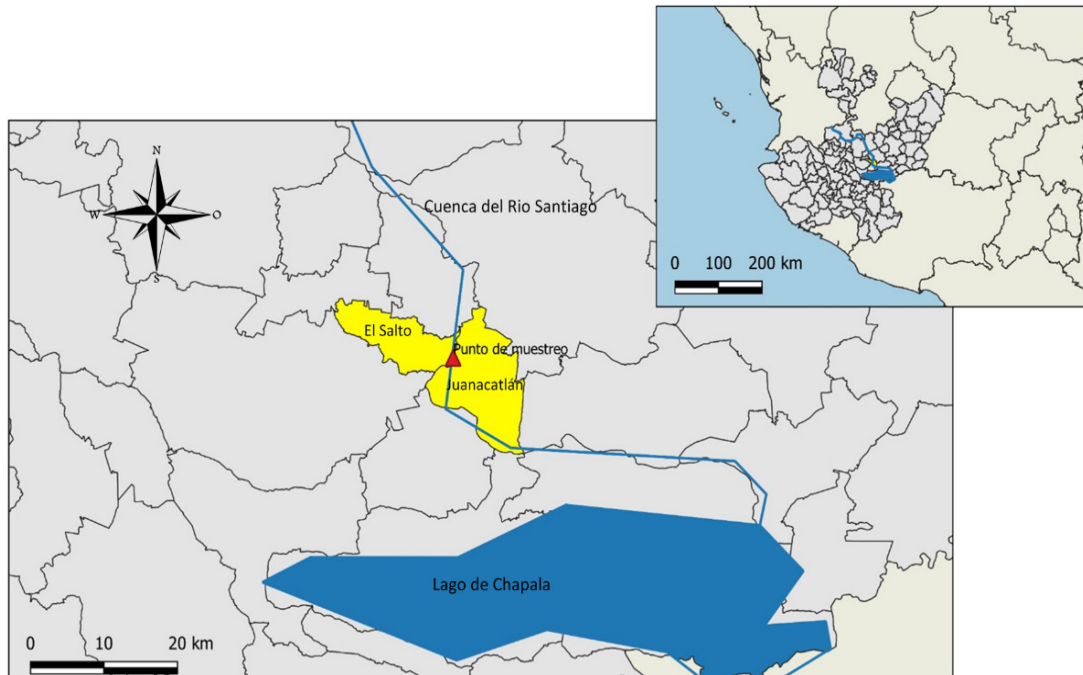 0 100 200 km
N
W
O
S
Cuenca del Rio Santiago
El Salto
Punto de muestreo
Juanacatlán
Lago de Chapala
0 10 20 km